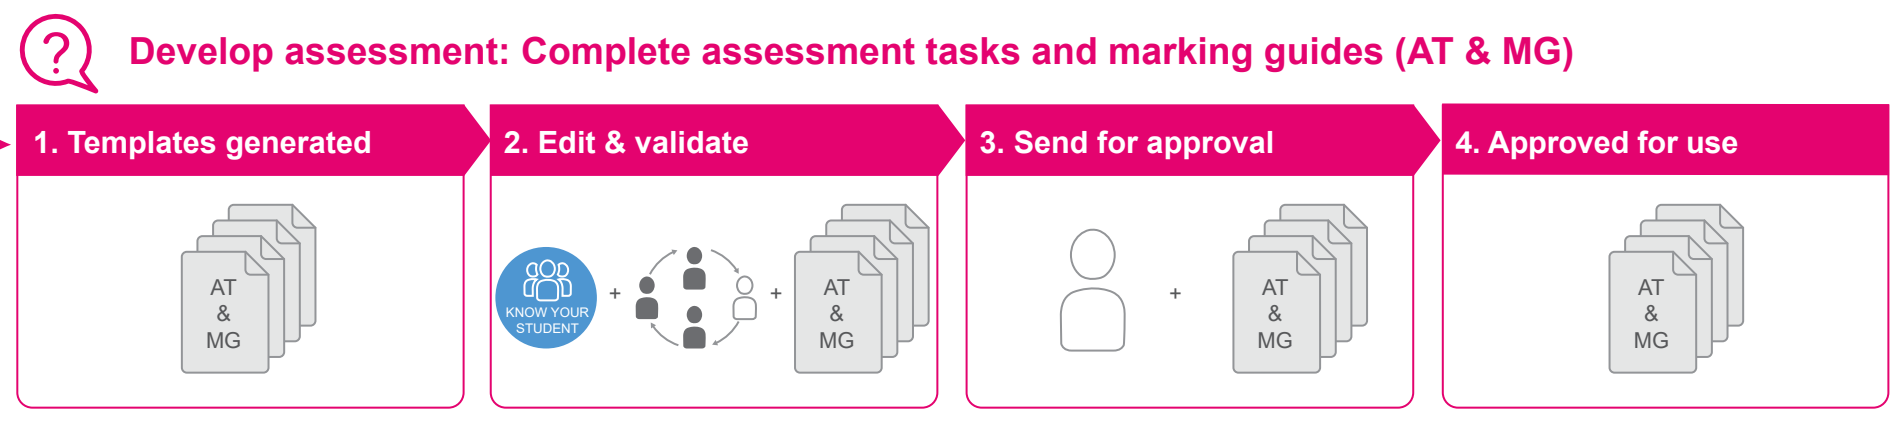 ?
Develop assessment: Complete assessment tasks and marking guides (AT & MG)
1. Templates generated
AT
&
MG
2. Edit & validate
KNOW YOUR
STUDENT
+
+
AT
&
MG
3. Send for approval
+
AT
&
MG
4. Approved for use
AT
&
MG